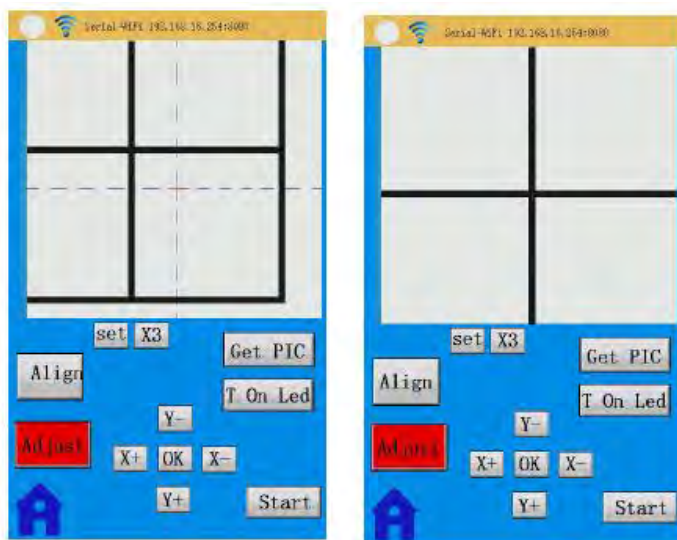 Serial-WiFi 192.168.16.254:8080
set X3
Get PIC
Align
T On Led
Y-
Adjust
X+ OK X-
Y+
Start
Serial-WiFi 192.168.16.254:8080
set X3
Get PIC
Align
T On Led
Y-
Adjust
X+ OK X-
Y+
Start